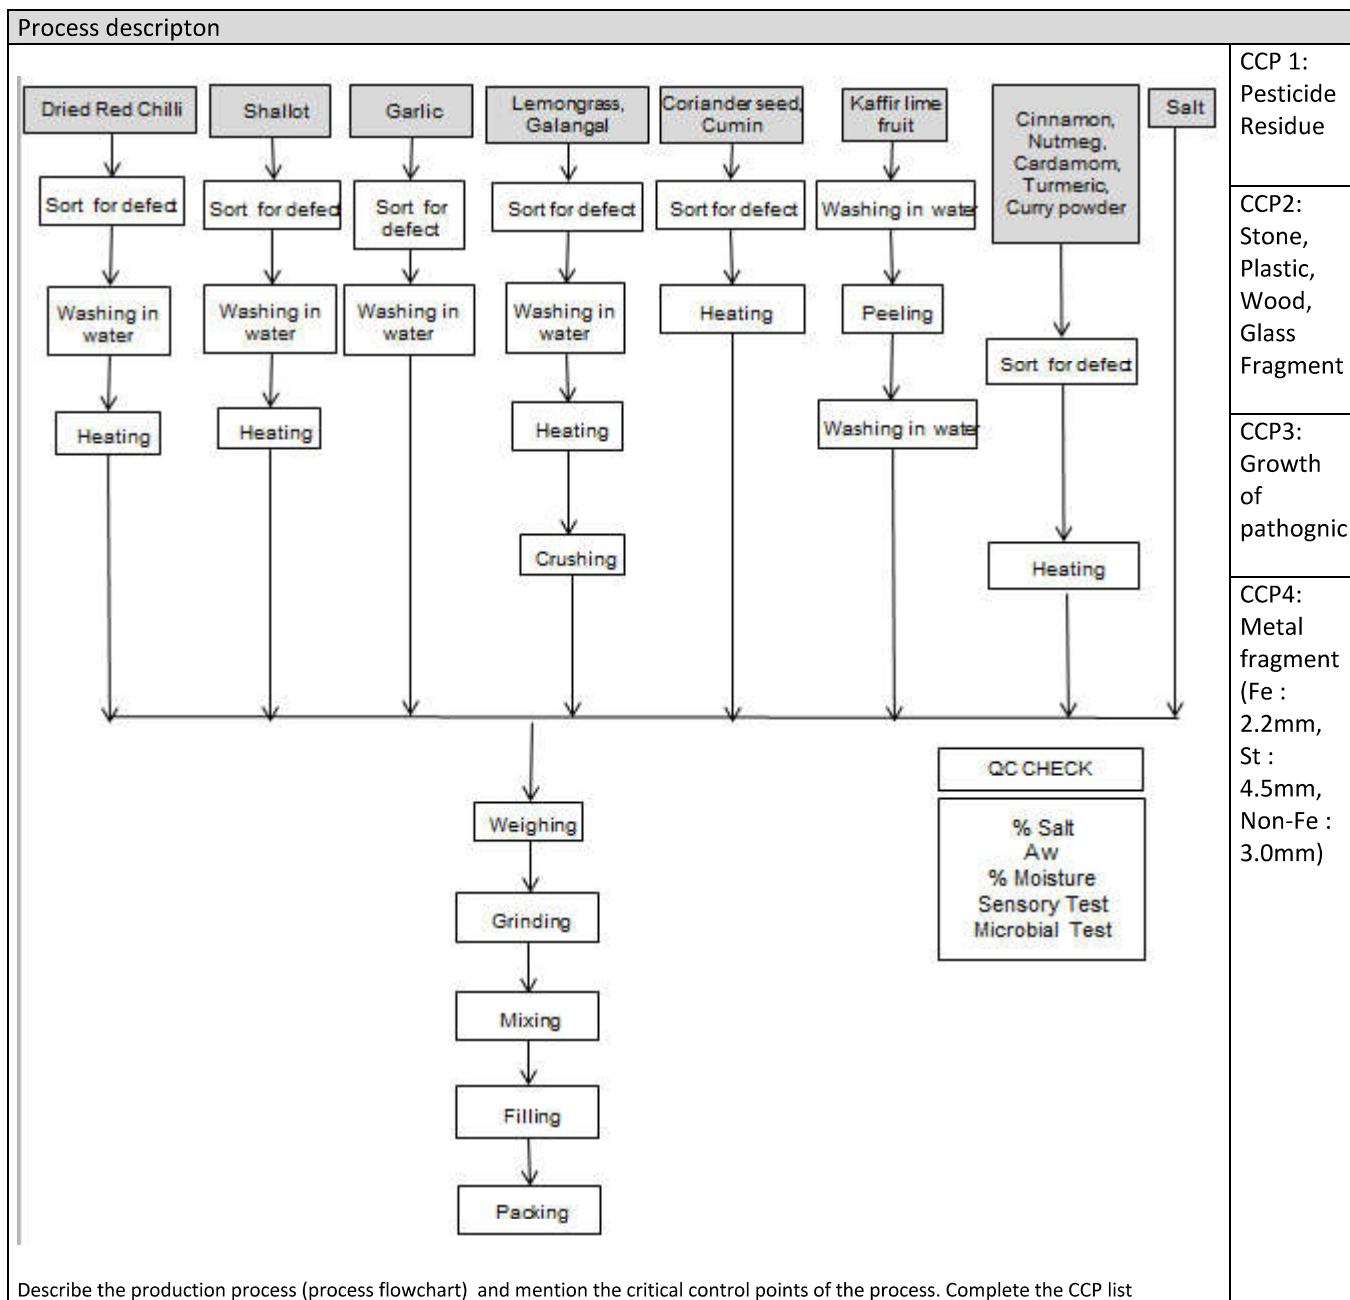 Process descripton
Dried Red Chilli
Shallot
Garlic
Lemongrass,
Galangal
Coriander seed,
Cumin
Kaffir lime
fruit
Cinnamon,
Nutmeg,
Cardamom,
Turmeric,
Curry powder
Salt
Sort for defect
Sort for defect
Sort for
defect
Sort for defect
Sort for defect
Washing in water
Washing in
water
Washing in
water
Washing in
water
Washing in
water
Heating
Peeling
Sort for defect
Heating
Heating
Heating
Washing in water
Crushing
Heating
Weighing
Grinding
Mixing
Filling
Packing
QC CHECK
% Salt
Aw
% Moisture
Sensory Test
Microbial Test
CCP 1:
Pesticide
Residue
CCP2:
Stone,
Plastic,
Wood,
Glass
Fragment
CCP3:
Growth
of
pathognic
CCP4:
Metal
fragment
(Fe :
2.2mm,
St :
4.5mm,
Non-Fe :
3.0mm)
Describe the production process (process flowchart) and mention the critical control points of the process. Complete the CCP list